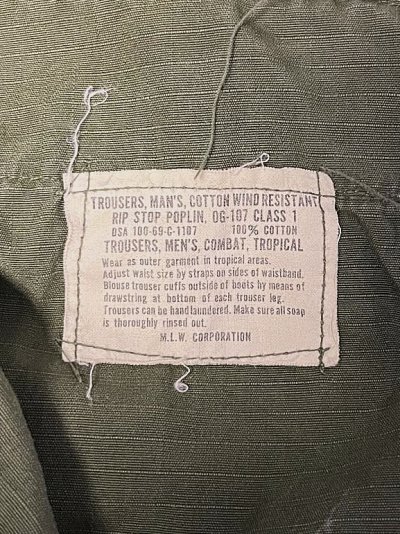 TROUSERS, MAN'S, COTTON WIND RESISTANT
RIP STOP POPLIN, OG-107 CLASS 1
DSA 100-69-C-1107 100% COTTON
TROUSERS, MEN'S, COMBAT, TROPICAL
Wear as outer garment in tropical areas.
Adjust waist size by straps on sides of waistband.
Blouse trouser cuffs outside of boots by means of
drawstring at bottom of each trouser leg.
Trousers can be handlaundered. Make sure all soap
is thoroughly rinsed out.
M.L.W. CORPORATION